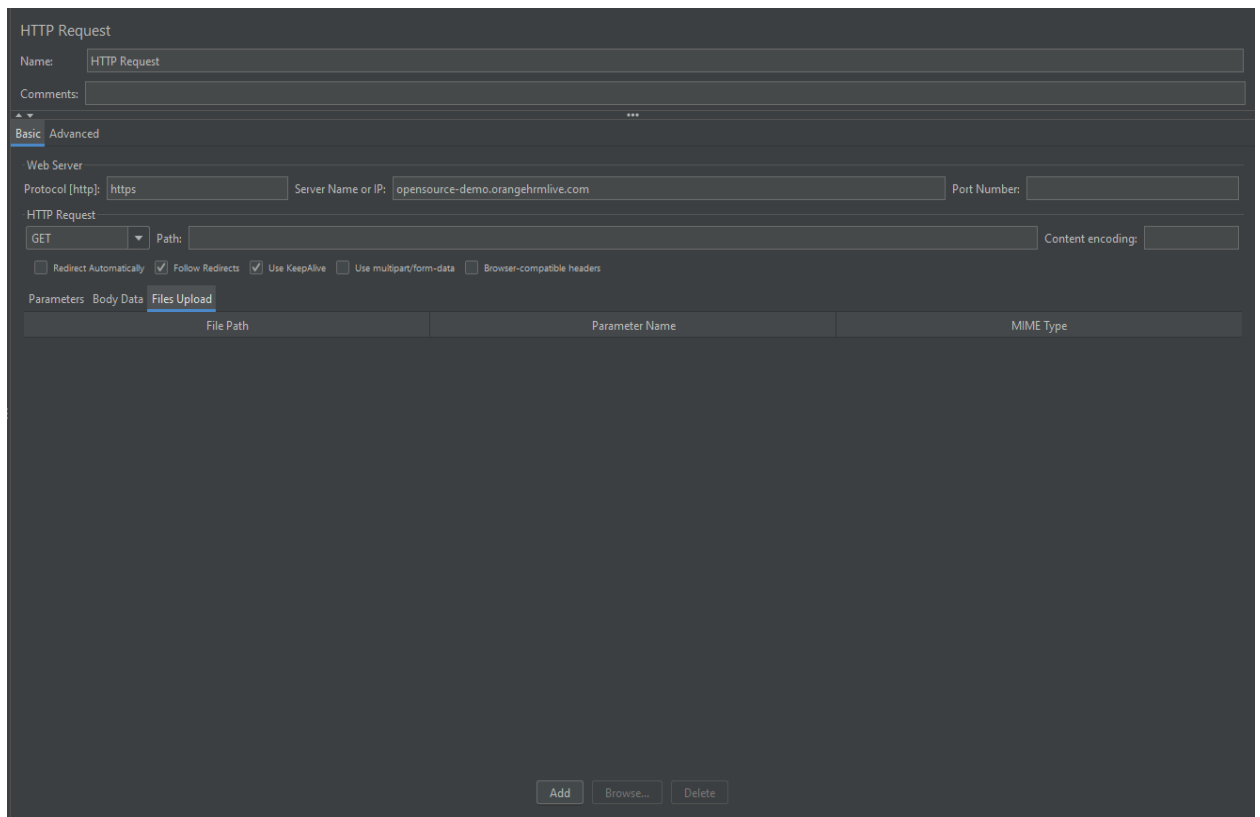 HTTP Request
Name: HTTP Request
Comments:
Basic Advanced
Web Server
Protocol [http]: https Server Name or IP: opensource-demo.orangehrmlive.com Port Number:
HTTP Request
GET Path: Content encoding:
Redirect Automatically Follow Redirects Use KeepAlive Use multipart/form-data Browser-compatible headers
Parameters Body Data Files Upload
File Path Parameter Name MIME Type
Add Browse... Delete